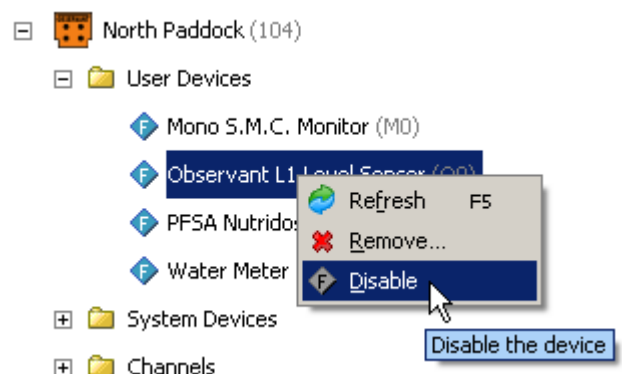 North Paddock (104)
User Devices
Mono S.M.C. Monitor (M0)
Observant L1 Level Sensor
Refresh F5
PFSA
Remove...
Water Meter
Disable
System Devices
Disable the device
Channels